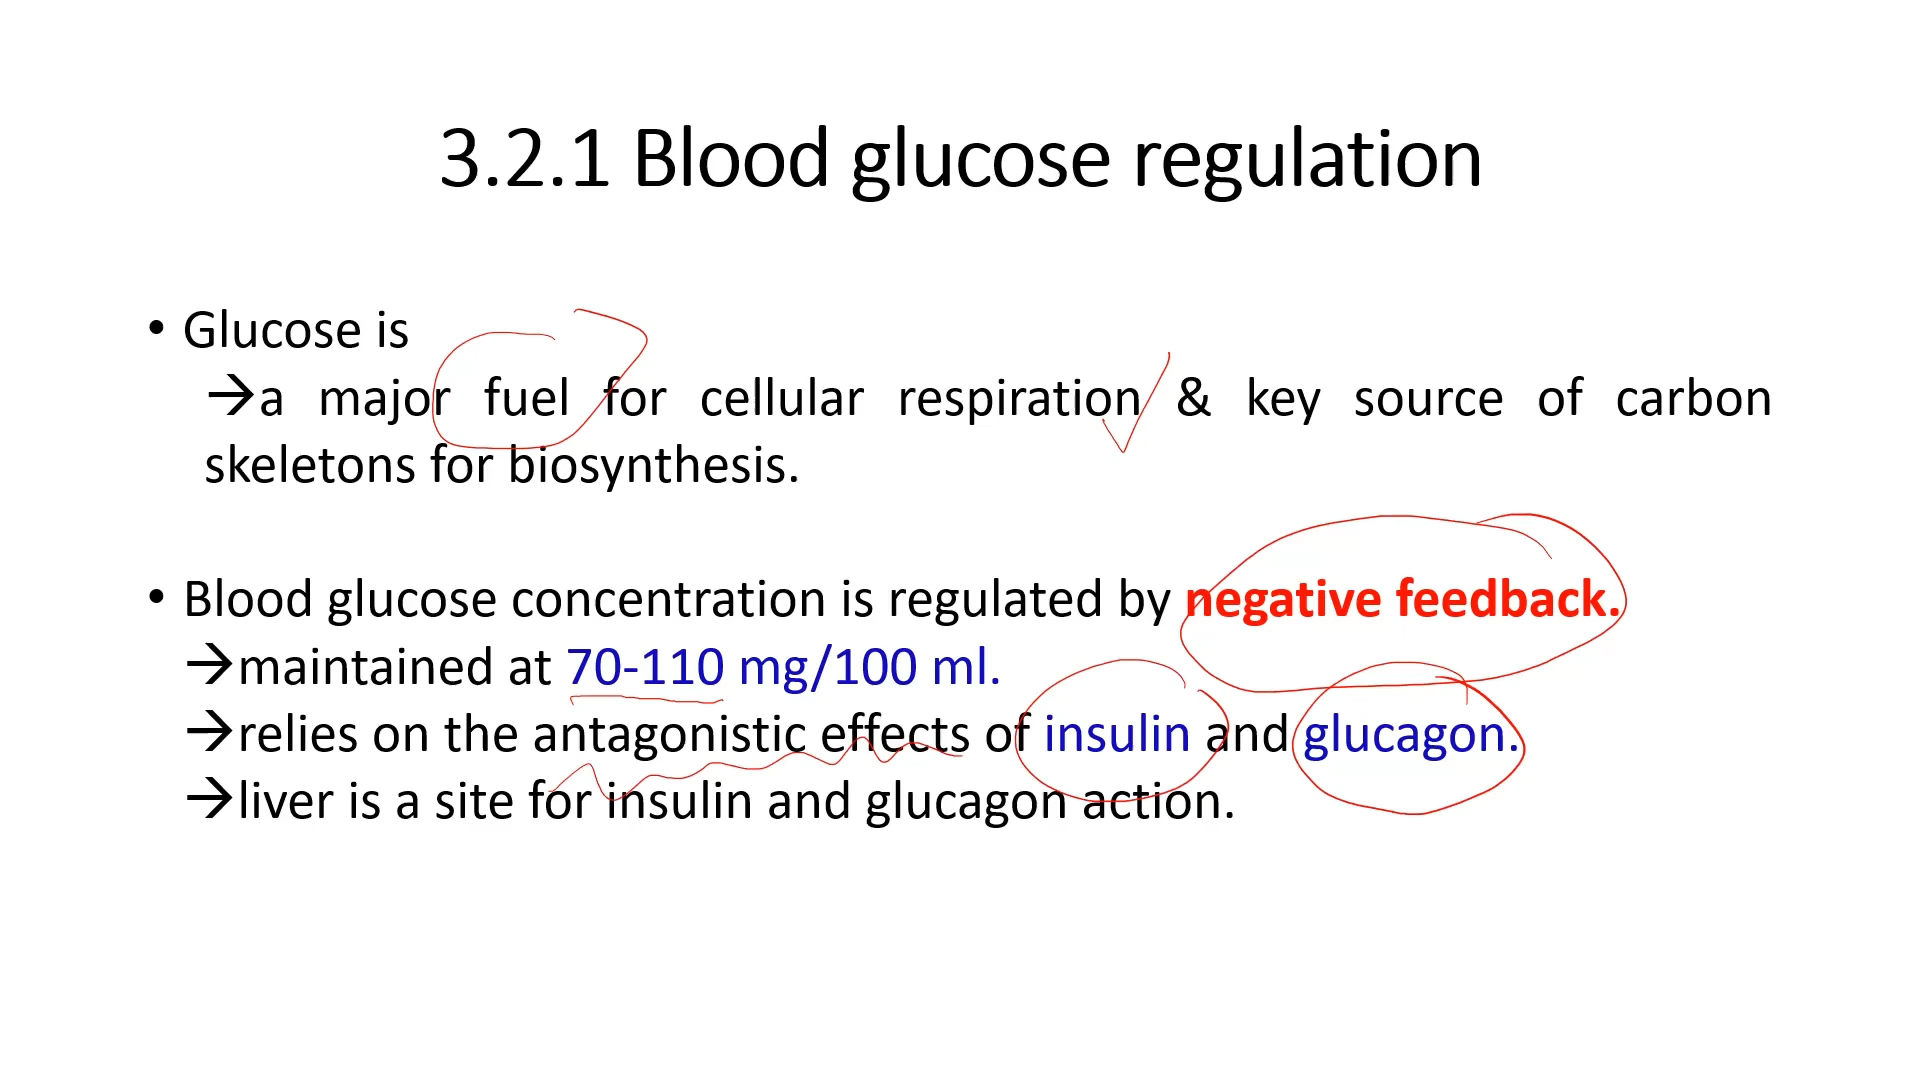 3.2.1 Blood glucose regulation
• Glucose is
→a major fuel for cellular respiration & key source of carbon
skeletons for biosynthesis.
• Blood glucose concentration is regulated by negative feedback.
→maintained at 70-110 mg/100 ml.
→relies on the antagonistic effects of insulin and glucagon.
→liver is a site for insulin and glucagon action.